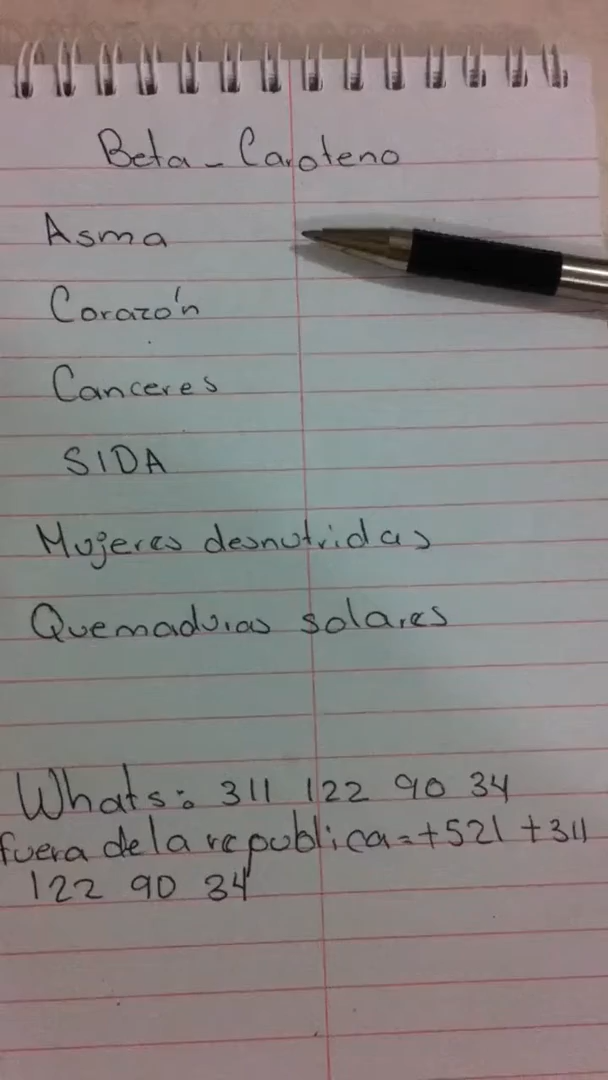 Beta-Caroteno
Asma
Corazón
Canceres
SIDA
Mujeres desnutridas
Quemaduras solares
Whats: 311 122 90 34
fuera de la republica=+521 +311
122 90 34